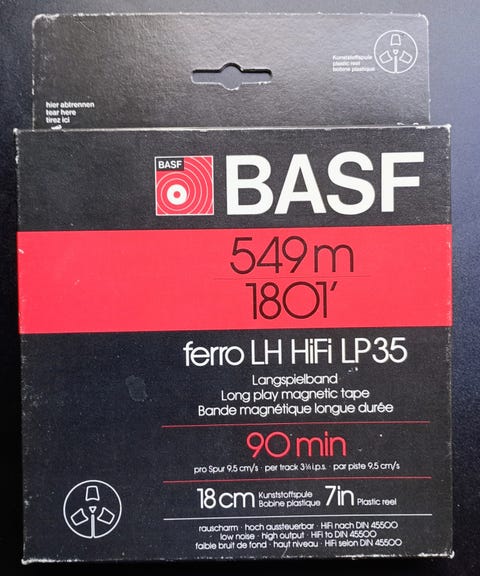 Kunststoffspule
plastic reel
bobine plastique
hier abtrennen
tear here
tirez ici
BASF
BASF
549 m
1801'
ferro LH HiFi LP35
Langspielband
Long play magnetic tape
Bande magnétique longue durée
90 min
pro Spur 9,5 cm/s · per track 3¾ i.p.s. · par piste 9,5 cm/s
18 cm Kunststoffspule Bobine plastique 7in Plastic reel
rauscharm · hoch aussteuerbar · HiFi nach DIN 45500
low noise · high output · HiFi to DIN 45500
faible bruit de fond · haut niveau · HiFi selon DIN 45500